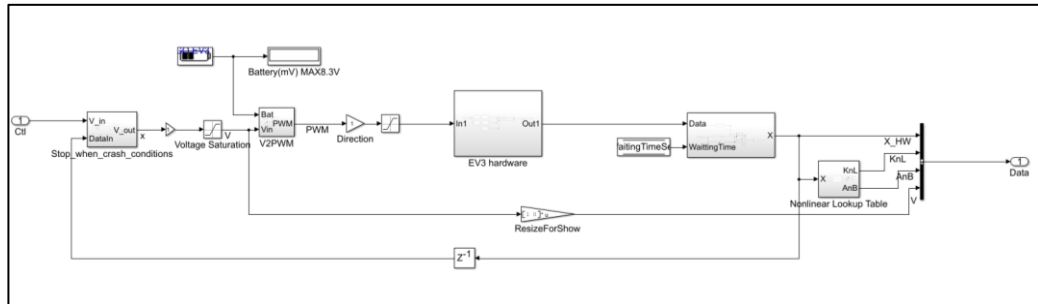 Battery(mV) MAX8.3V
1
Ctl
V_in
DataIn
V_out
x
Stop_when_crash_conditions
Voltage Saturation
V
Bat
Vin
PWM
V2PWM
PWM
Direction
In1
Out1
EV3 hardware
Data
WaittingTime
X
X_HW
X
KnL
AnB
Nonlinear Lookup Table
KnL
AnB
V
1
Data
ResizeForShow
Z-1